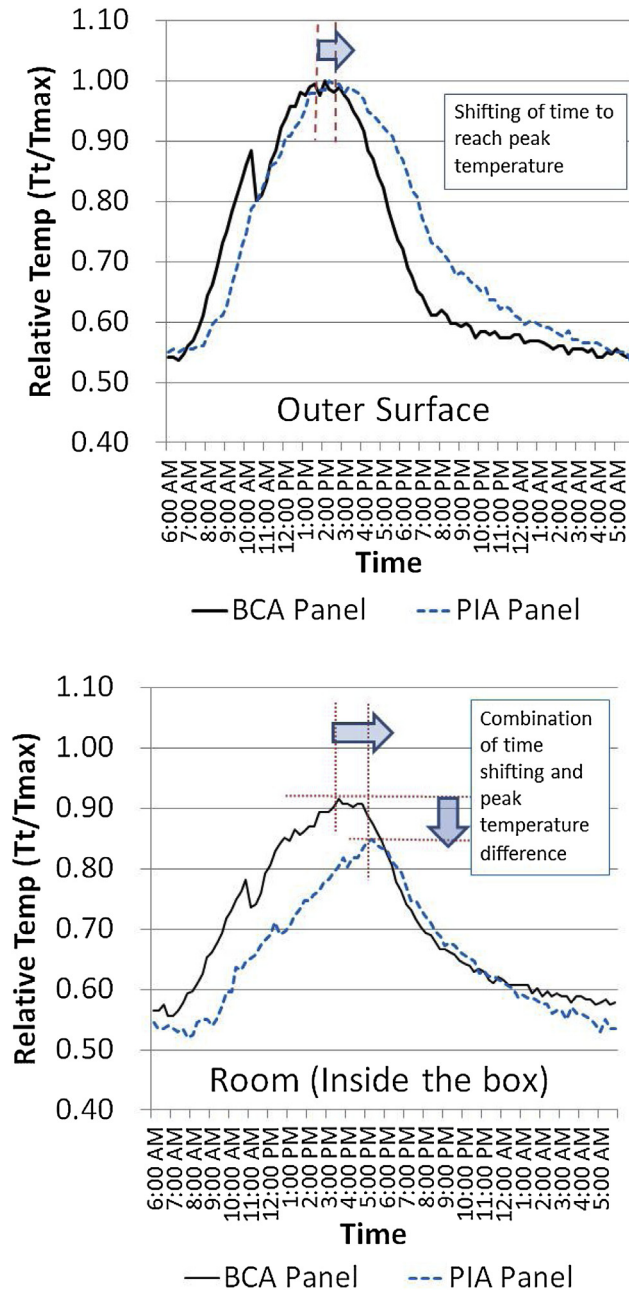 1.10
1.00
0.90
0.80
0.70
0.60
0.50
0.40
Relative Temp (Tt/Tmax)
Shifting of time to
reach peak
temperature
Outer Surface
6:00 AM
7:00 AM
8:00 AM
9:00 AM
10:00 AM
11:00 AM
12:00 PM
1:00 PM
2:00 PM
3:00 PM
4:00 PM
5:00 PM
6:00 PM
7:00 PM
8:00 PM
9:00 PM
10:00 PM
11:00 PM
12:00 AM
1:00 AM
2:00 AM
3:00 AM
4:00 AM
5:00 AM
Time
BCA Panel
PIA Panel
1.10
1.00
0.90
0.80
0.70
0.60
0.50
0.40
Relative Temp (Tt/Tmax)
Combination
of time
shifting and
peak
temperature
difference
Room (Inside the box)
6:00 AM
7:00 AM
8:00 AM
9:00 AM
10:00 AM
11:00 AM
12:00 PM
1:00 PM
2:00 PM
3:00 PM
4:00 PM
5:00 PM
6:00 PM
7:00 PM
8:00 PM
9:00 PM
10:00 PM
11:00 PM
12:00 AM
1:00 AM
2:00 AM
3:00 AM
4:00 AM
5:00 AM
Time
BCA Panel
PIA Panel